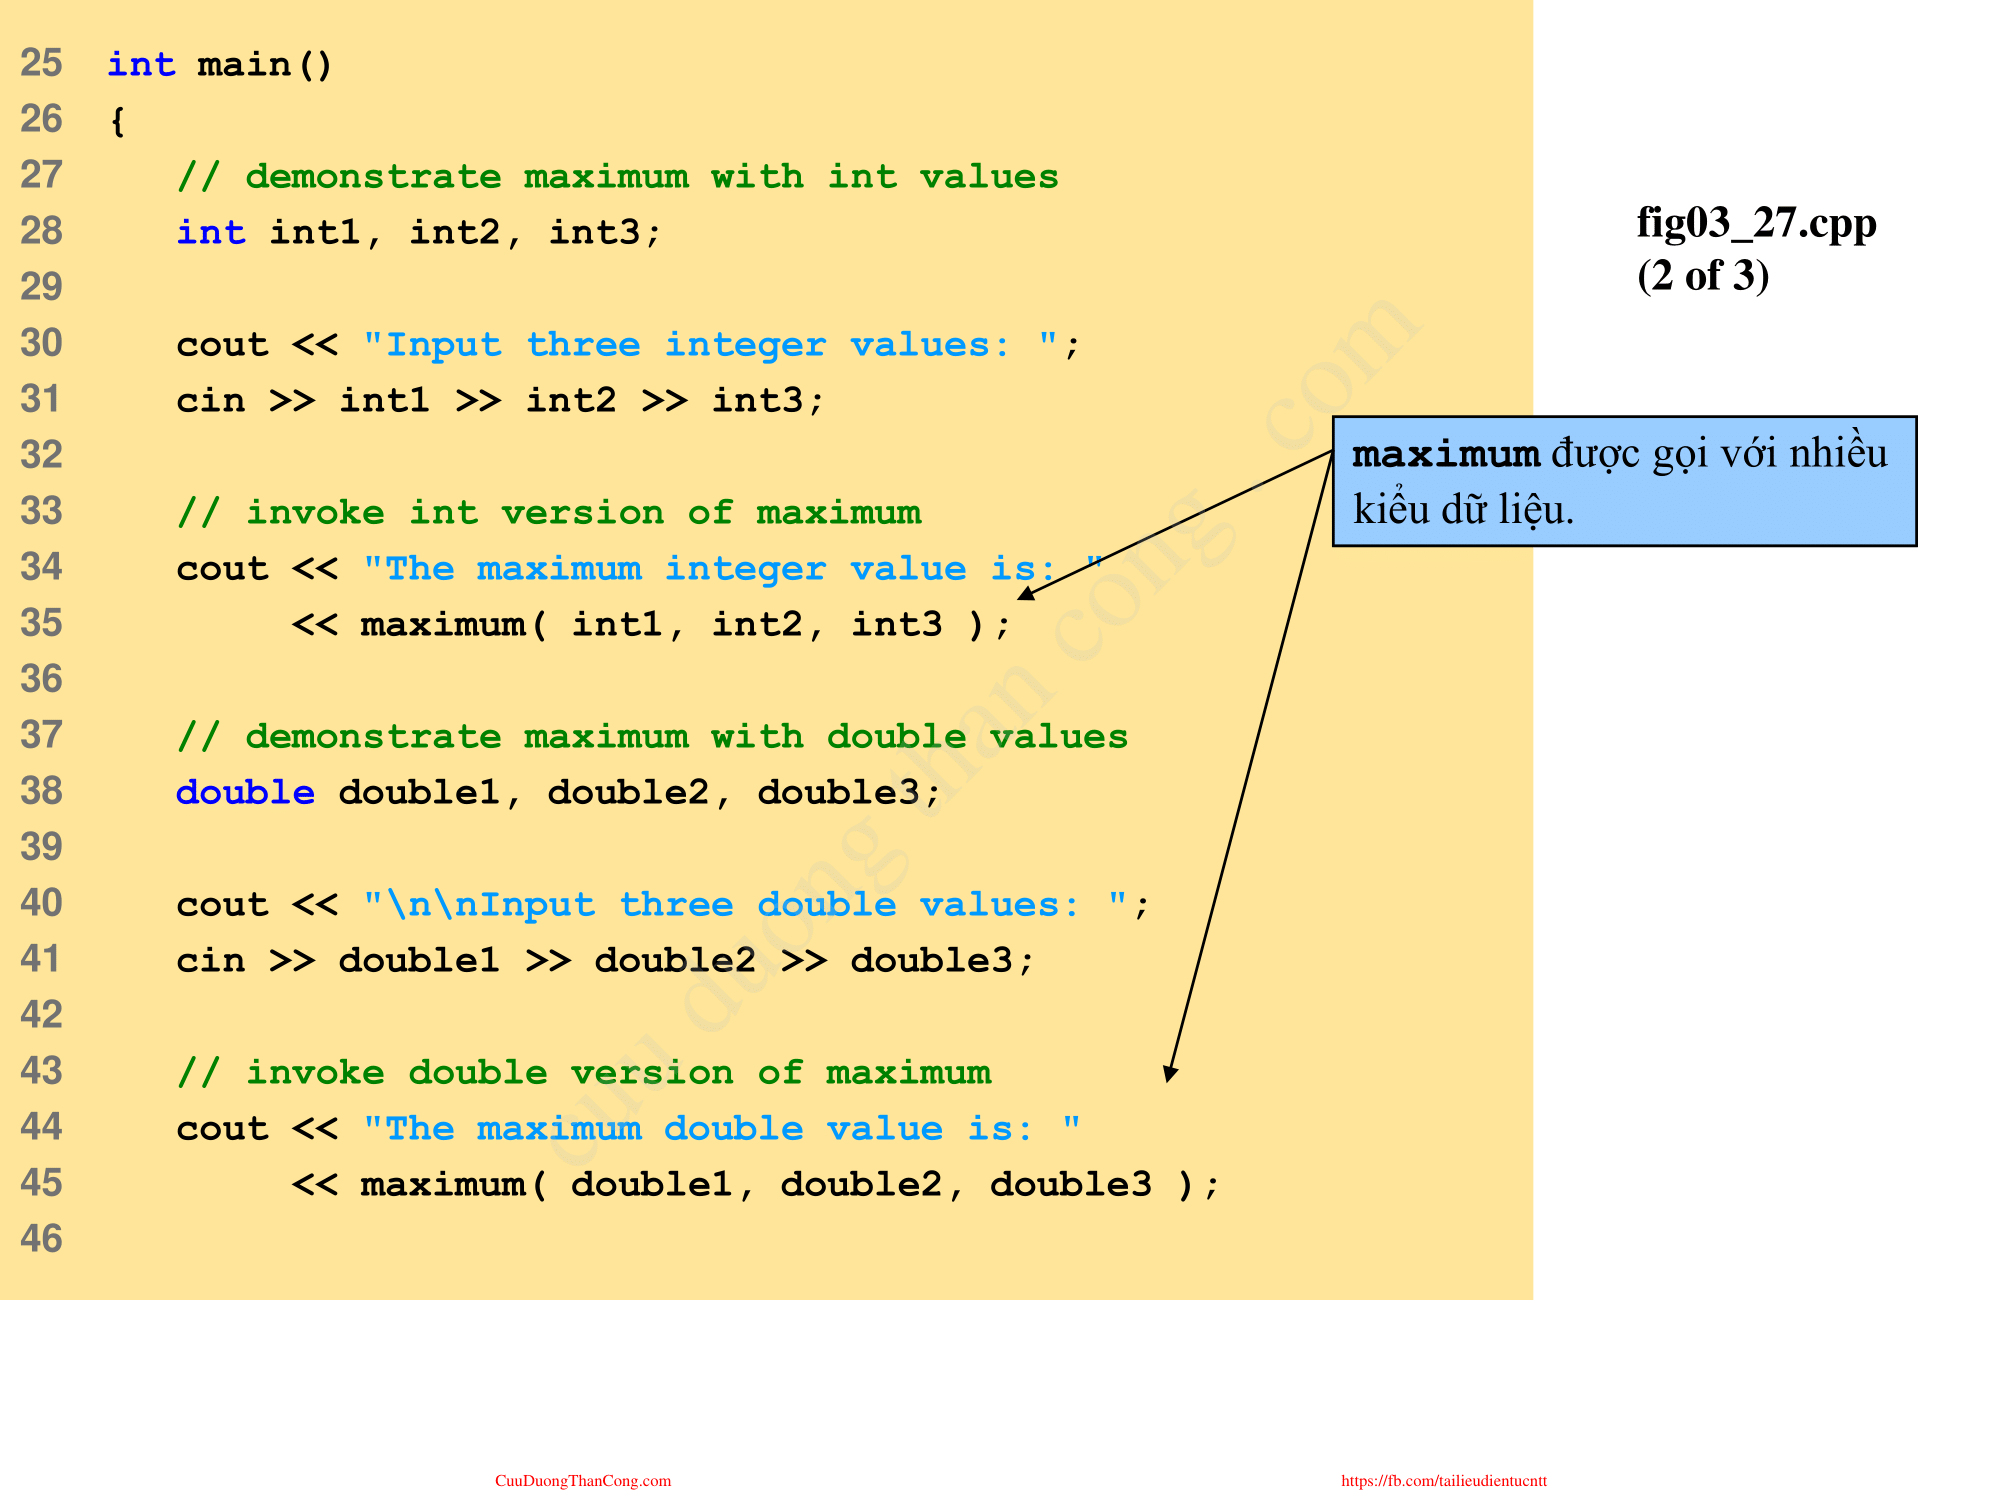 25 int main()
26 {
27 // demonstrate maximum with int values
28 int int1, int2, int3;
29
30 cout << "Input three integer values: ";
31 cin >> int1 >> int2 >> int3;
32
33 // invoke int version of maximum
34 cout << "The maximum integer value is: "
35 << maximum( int1, int2, int3 );
36
37 // demonstrate maximum with double values
38 double double1, double2, double3;
39
40 cout << "\n\nInput three double values: ";
41 cin >> double1 >> double2 >> double3;
42
43 // invoke double version of maximum
44 cout << "The maximum double value is: "
45 << maximum( double1, double2, double3 );
46
fig03_27.cpp
(2 of 3)
maximum được gọi với nhiều
kiểu dữ liệu.
cuu duong than cong . com
CuuDuongThanCong.com
https://fb.com/tailieudientucntt